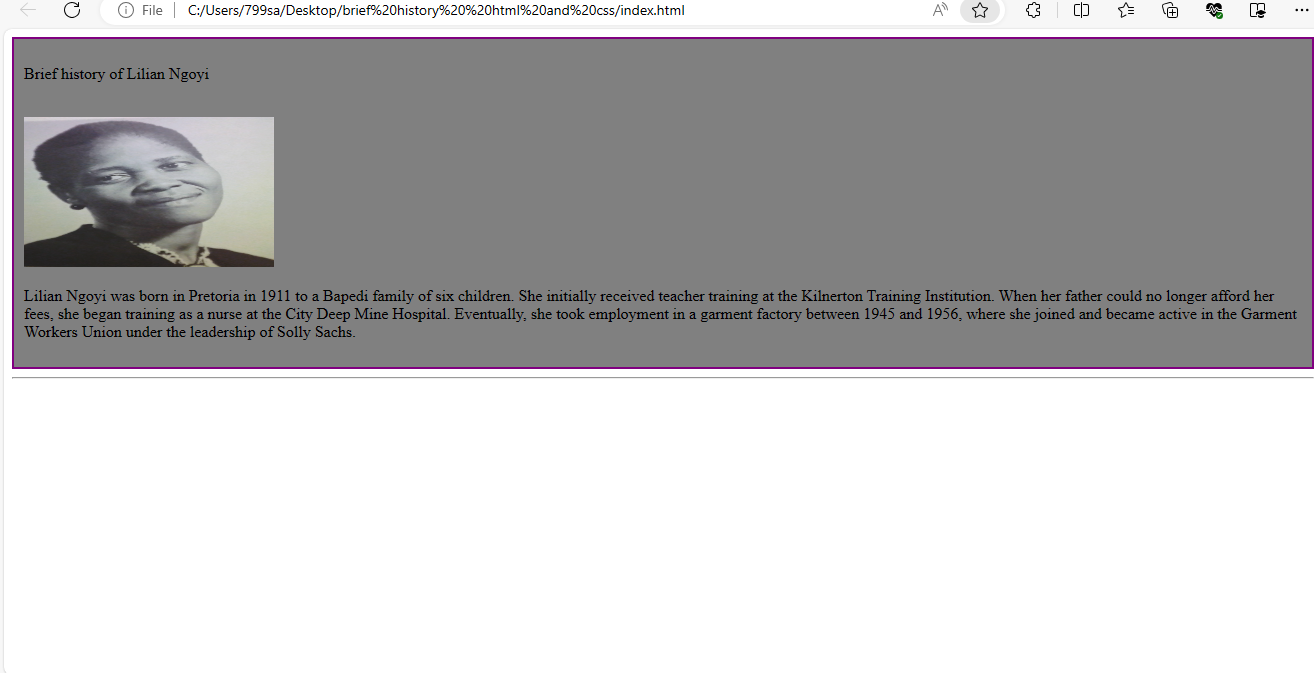 File
C:/Users/799sa/Desktop/brief%20history%20%20html%20and%20css/index.html
Brief history of Lilian Ngoyi
Lilian Ngoyi was born in Pretoria in 1911 to a Bapedi family of six children. She initially received teacher training at the Kilnerton Training Institution. When her father could no longer afford her
fees, she began training as a nurse at the City Deep Mine Hospital. Eventually, she took employment in a garment factory between 1945 and 1956, where she joined and became active in the Garment
Workers Union under the leadership of Solly Sachs.